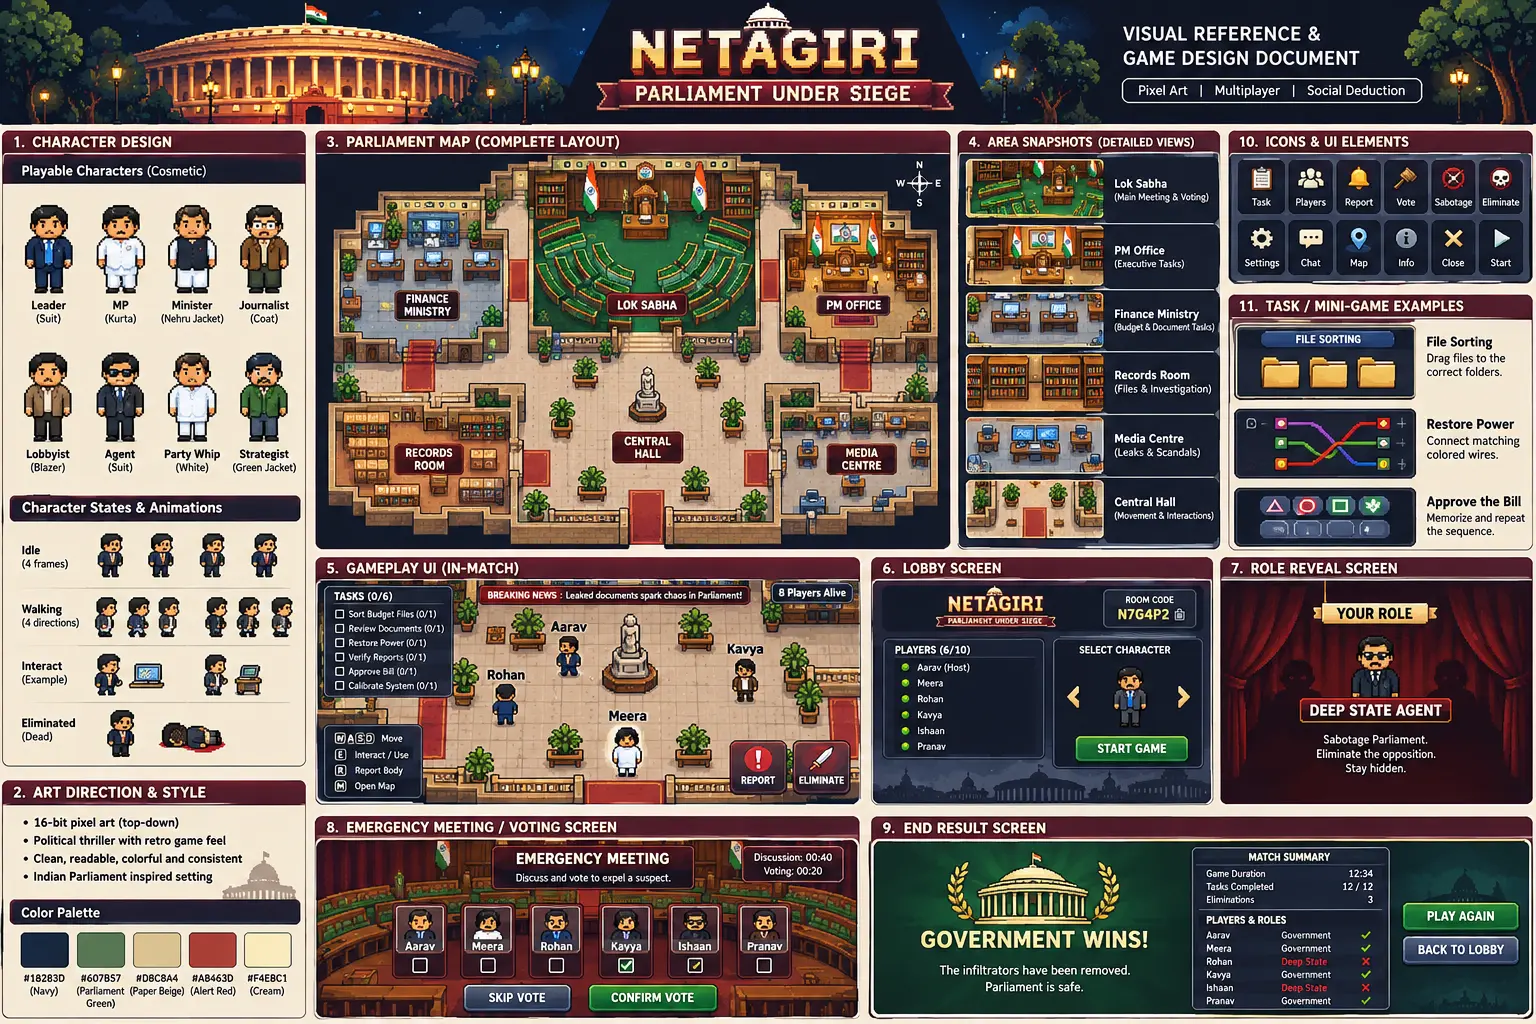 NETAGIRI
PARLIAMENT UNDER SIEGE
VISUAL REFERENCE &
GAME DESIGN DOCUMENT
Pixel Art | Multiplayer | Social Deduction
1. CHARACTER DESIGN
Playable Characters (Cosmetic)
Leader
(Suit)
MP
(Kurta)
Minister
(Nehru Jacket)
Journalist
(Coat)
Lobbyist
(Blazer)
Agent
(Suit)
Party Whip
(White)
Strategist
(Green Jacket)
Character States & Animations
Idle
(4 frames)
Walking
(4 directions)
Interact
(Example)
Eliminated
(Dead)
2. ART DIRECTION & STYLE
• 16-bit pixel art (top-down)
• Political thriller with retro game feel
• Clean, readable, colorful and consistent
• Indian Parliament inspired setting
Color Palette
#18283D
(Navy)
#607B57
(Parliament
Green)
#D8C8A4
(Paper Beige)
#A8463D
(Alert Red)
#F4E8C1
(Cream)
3. PARLIAMENT MAP (COMPLETE LAYOUT)
N
W E
S
FINANCE
MINISTRY
LOK SABHA
PM OFFICE
RECORDS
ROOM
CENTRAL
HALL
MEDIA
CENTRE
4. AREA SNAPSHOTS (DETAILED VIEWS)
Lok Sabha
(Main Meeting & Voting)
PM Office
(Executive Tasks)
Finance Ministry
(Budget & Document Tasks)
Records Room
(Files & Investigation)
Media Centre
(Leaks & Scandals)
Central Hall
(Movement & Interactions)
10. ICONS & UI ELEMENTS
Task
Players
Report
Vote
Sabotage
Eliminate
Settings
Chat
Map
Info
Close
Start
11. TASK / MINI-GAME EXAMPLES
FILE SORTING
File Sorting
Drag files to the
correct folders.
Restore Power
Connect matching
colored wires.
Approve the Bill
Memorize and repeat
the sequence.
5. GAMEPLAY UI (IN-MATCH)
TASKS (0/6)
Sort Budget Files (0/1)
Review Documents (0/1)
Restore Power (0/1)
Verify Reports (0/1)
Approve Bill (0/1)
Calibrate System (0/1)
BREAKING NEWS : Leaked documents spark chaos in Parliament!
8 Players Alive
Aarav
Kavya
Rohan
Meera
W A S D Move
E Interact / Use
R Report Body
M Open Map
REPORT
ELIMINATE
6. LOBBY SCREEN
NETAGIRI
PARLIAMENT UNDER SIEGE
ROOM CODE
N7G4P2
PLAYERS (6/10)
Aarav (Host)
Meera
Rohan
Kavya
Ishaan
Pranav
SELECT CHARACTER
START GAME
7. ROLE REVEAL SCREEN
YOUR ROLE
DEEP STATE AGENT
Sabotage Parliament.
Eliminate the opposition.
Stay hidden.
8. EMERGENCY MEETING / VOTING SCREEN
EMERGENCY MEETING
Discuss and vote to expel a suspect.
Discussion: 00:40
Voting: 00:20
Aarav
Meera
Rohan
Kayya
Ishaan
Pranav
SKIP VOTE
CONFIRM VOTE
9. END RESULT SCREEN
GOVERNMENT WINS!
The infiltrators have been removed.
Parliament is safe.
MATCH SUMMARY
Game Duration 12:34
Tasks Completed 12 / 12
Eliminations 3
PLAYERS & ROLES
Aarav Government
Meera Government
Rohan Deep State
Kavya Government
Ishaan Deep State
Pranav Government
PLAY AGAIN
BACK TO LOBBY